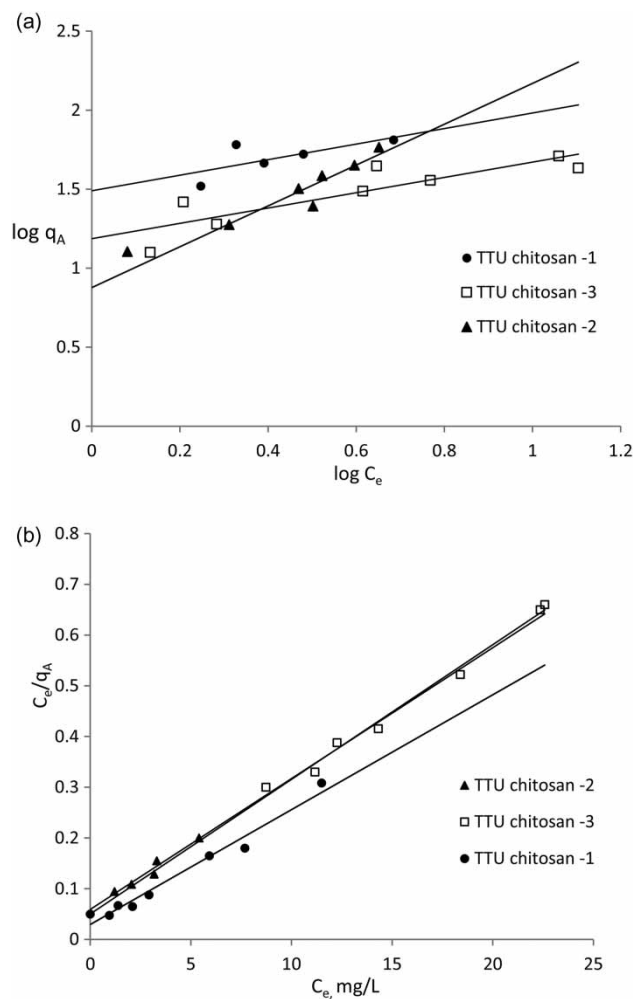 (a)
2.5
2
1.5
log qA
1
0.5
0
0 0.2 0.4 0.6 0.8 1 1.2
log Ce
TTU chitosan -1
TTU chitosan -3
TTU chitosan -2
(b)
0.8
0.7
0.6
0.5
Ce/qA
0.4
0.3
0.2
0.1
0
0 5 10 15 20 25
Ce, mg/L
TTU chitosan -2
TTU chitosan -3
TTU chitosan -1